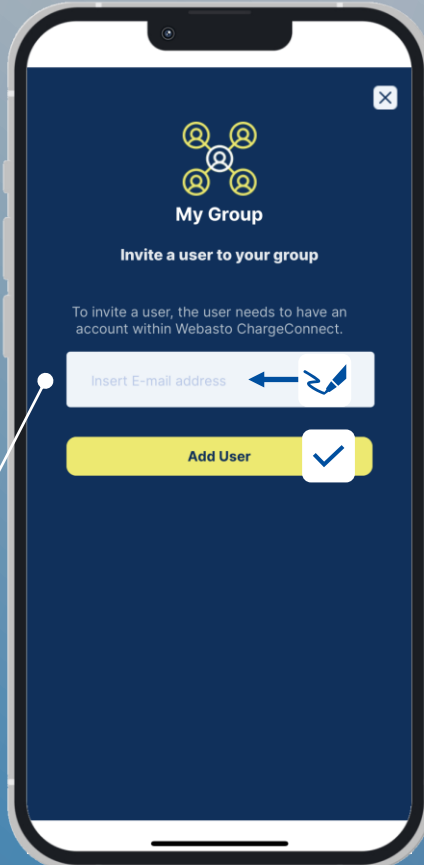 My Group
Invite a user to your group
To invite a user, the user needs to have an
account within Webasto ChargeConnect.
Insert E-mail address
Add User